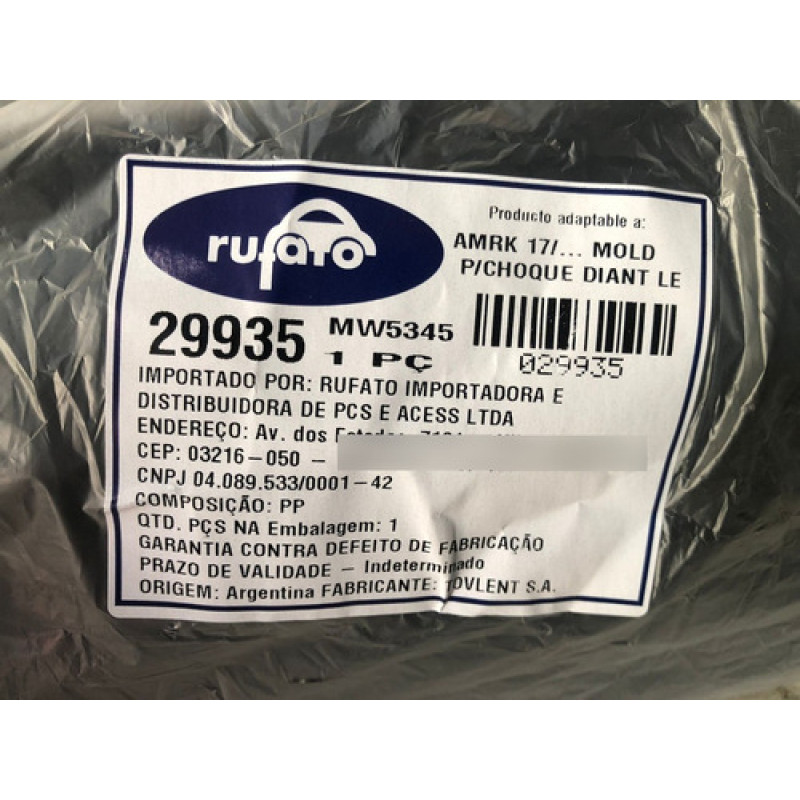 rufato
Producto adaptable a:
AMRK 17/... MOLD
P/CHOQUE DIANT LE
29935 MW5345
1 PÇ
029935
IMPORTADO POR: RUFATO IMPORTADORA E
DISTRIBUIDORA DE PCS E ACESS LTDA
ENDEREÇO: Av. dos
CEP: 03216-050 -
CNPJ 04.089.533/0001-42
COMPOSIÇÃO: PP
QTD. PÇS NA Embalagem: 1
GARANTIA CONTRA DEFEITO DE FABRICAÇÃO
PRAZO DE VALIDADE - Indeterminado
ORIGEM: Argentina FABRICANTE: TOVLENT S.A.